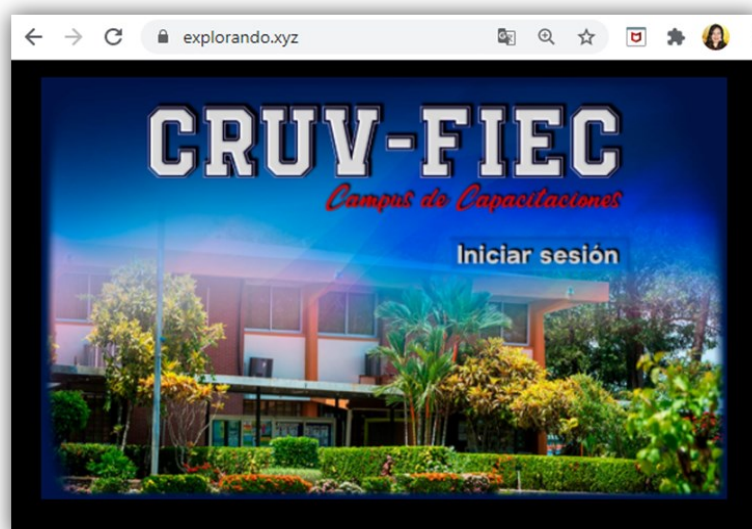 explorando.xyz
CRUV-FIEC
Campus de Capacitaciones
Iniciar sesión